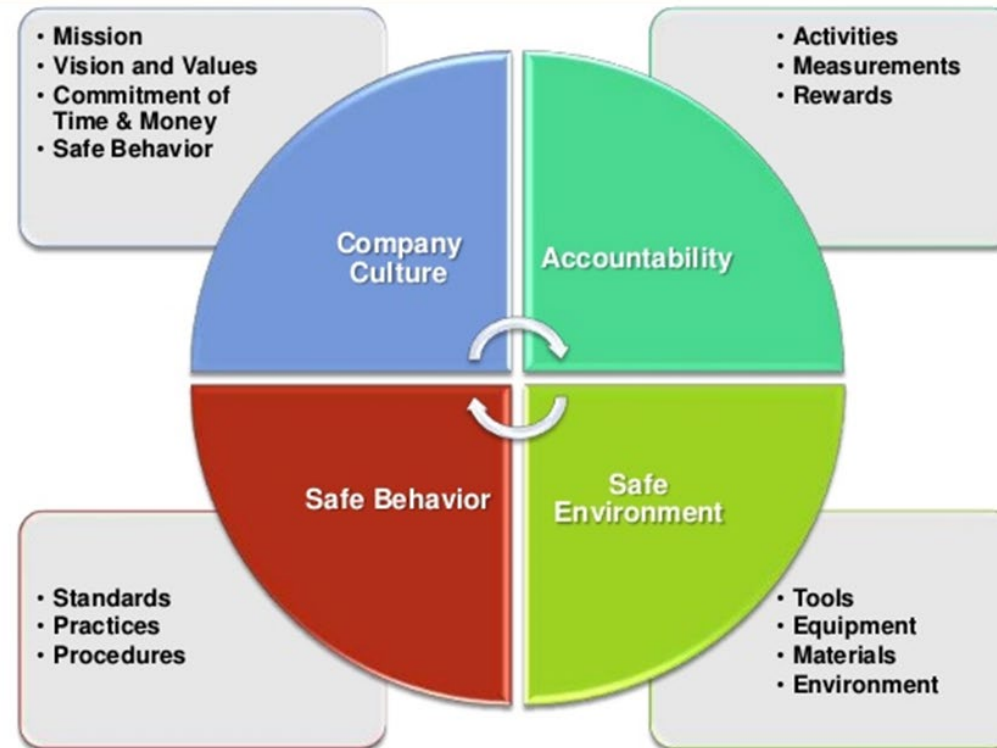 • Mission
• Vision and Values
• Commitment of
Time & Money
• Safe Behavior
• Activities
• Measurements
• Rewards
Company
Culture
Accountability
Safe Behavior
Safe
Environment
• Standards
• Practices
• Procedures
• Tools
• Equipment
• Materials
• Environment